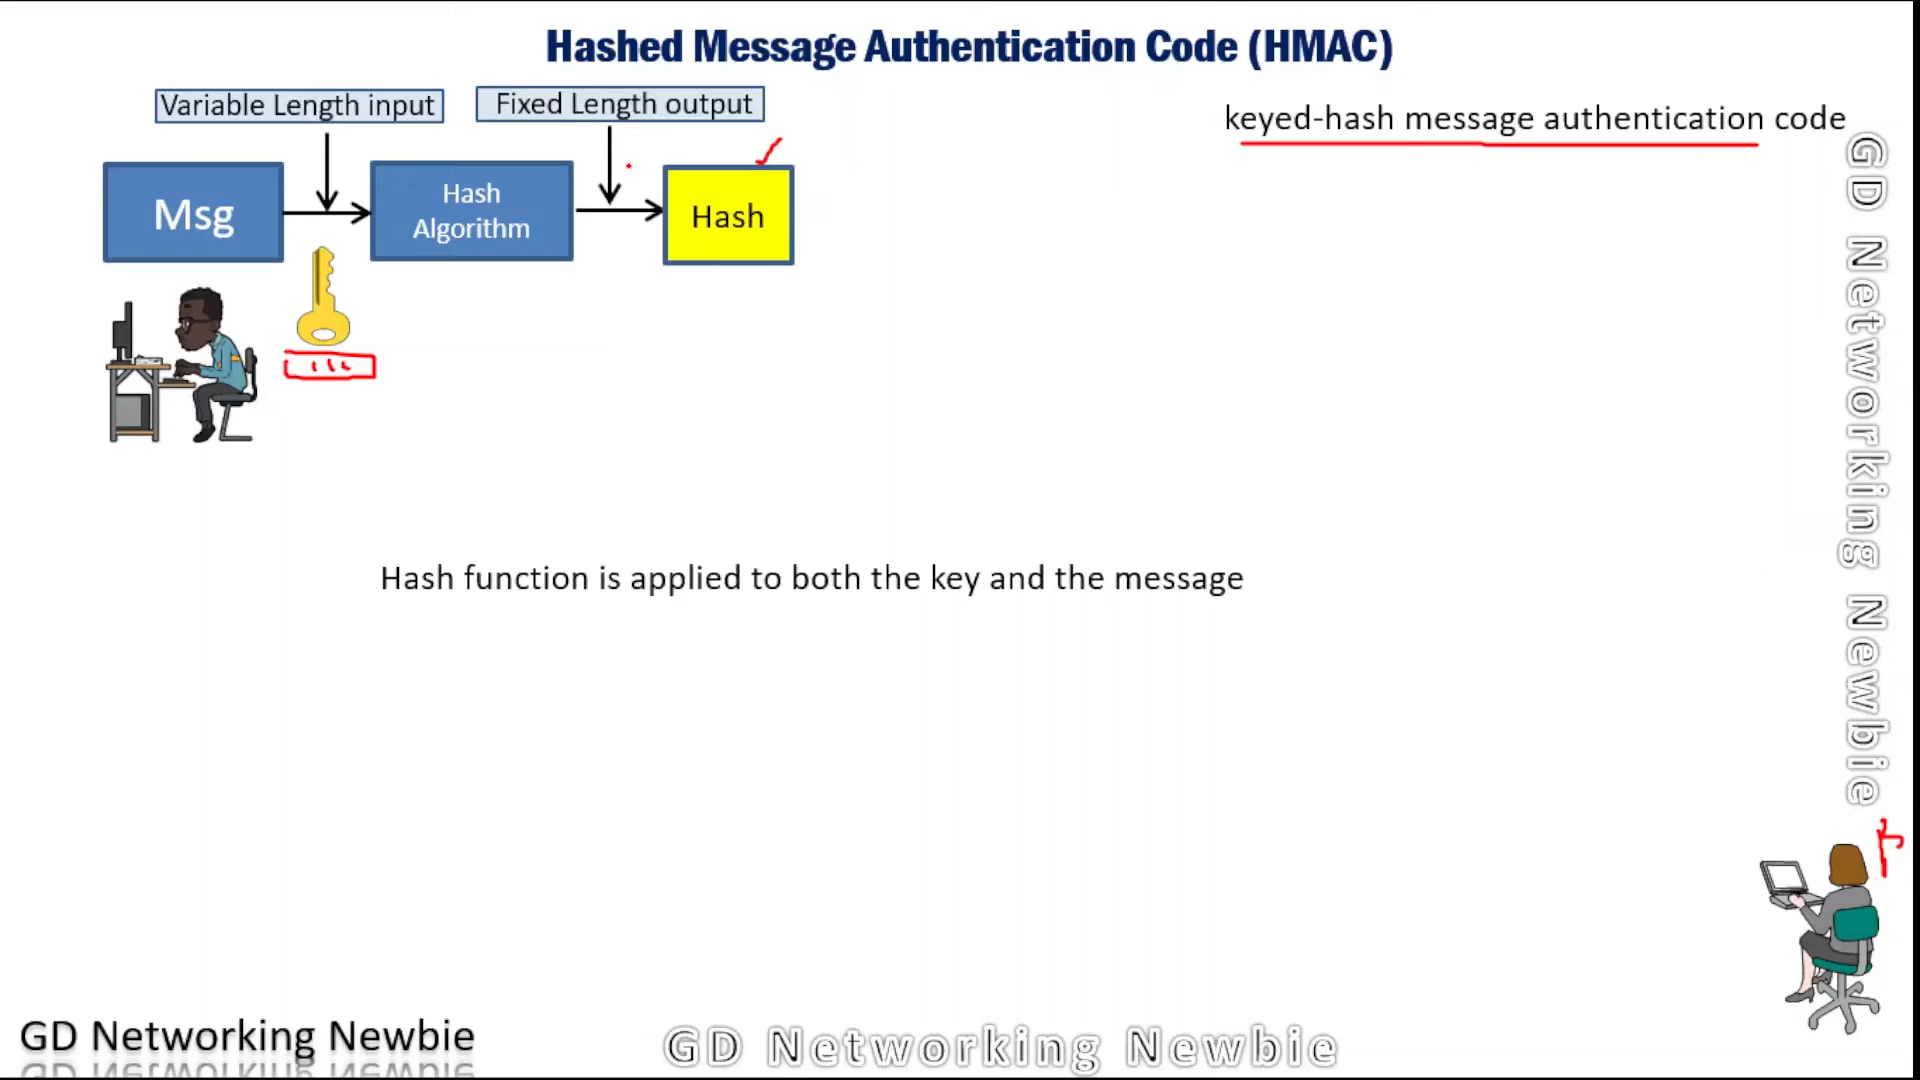 Hashed Message Authentication Code (HMAC)
Variable Length input
Fixed Length output
keyed-hash message authentication code
Msg
Hash
Algorithm
Hash
Hash function is applied to both the key and the message
GD Networking Newbie
GD Networking Newbie
GD Networking Newbie